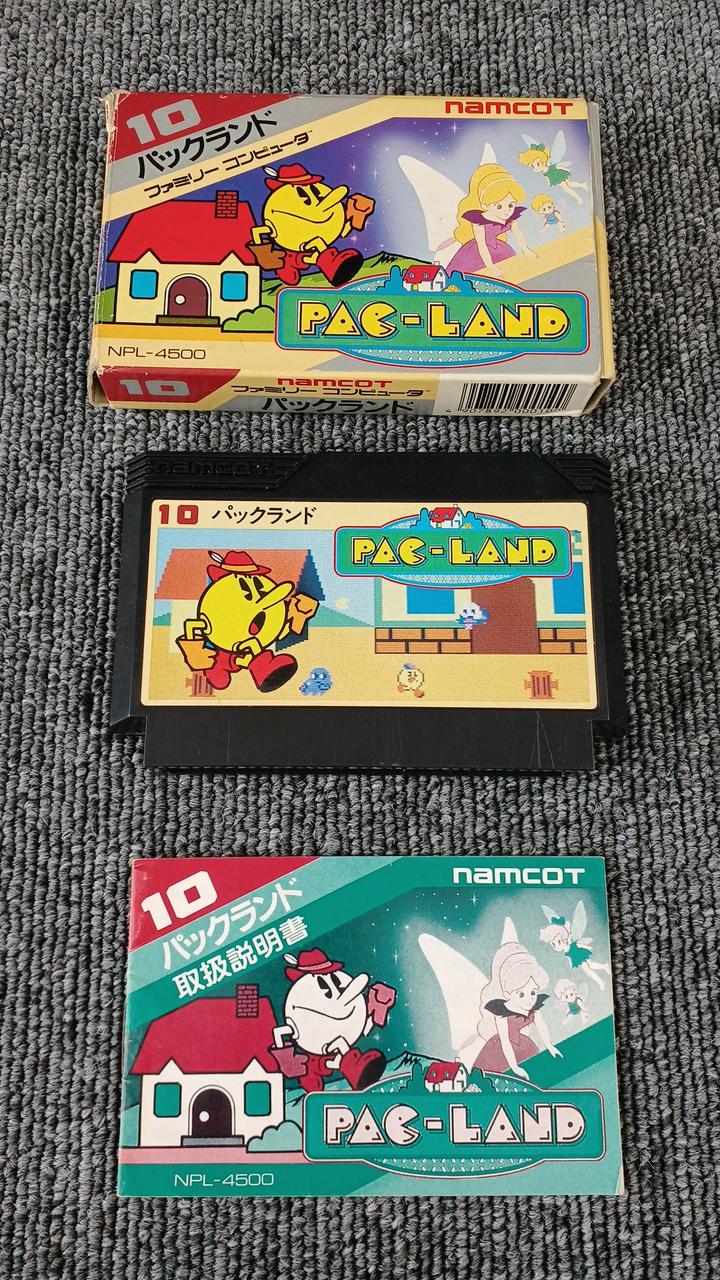 10
namcoT
パックランド
ファミリー コンピュータ
PAC-LAND
NPL-4500
10
namcoT
ファミリー コンピュータ
パックランド
namcoT
10 パックランド
PAC-LAND
10
namcoT
パックランド
取扱説明書
PAC-LAND
NPL-4500